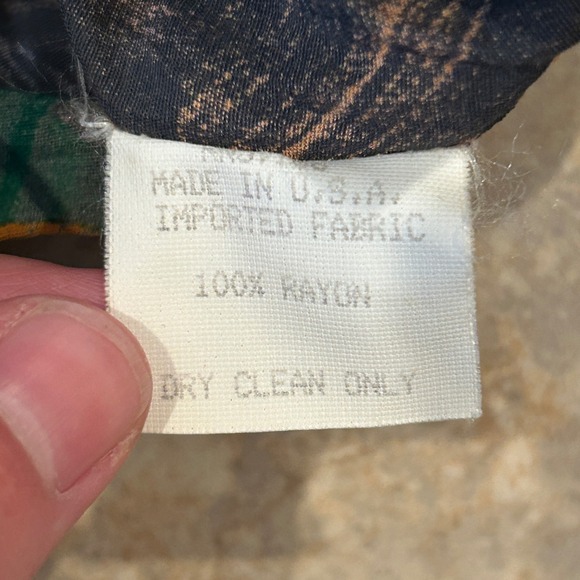 MADE IN U.S.A.
IMPORTED FABRIC
100% RAYON
DRY CLEAN ONLY